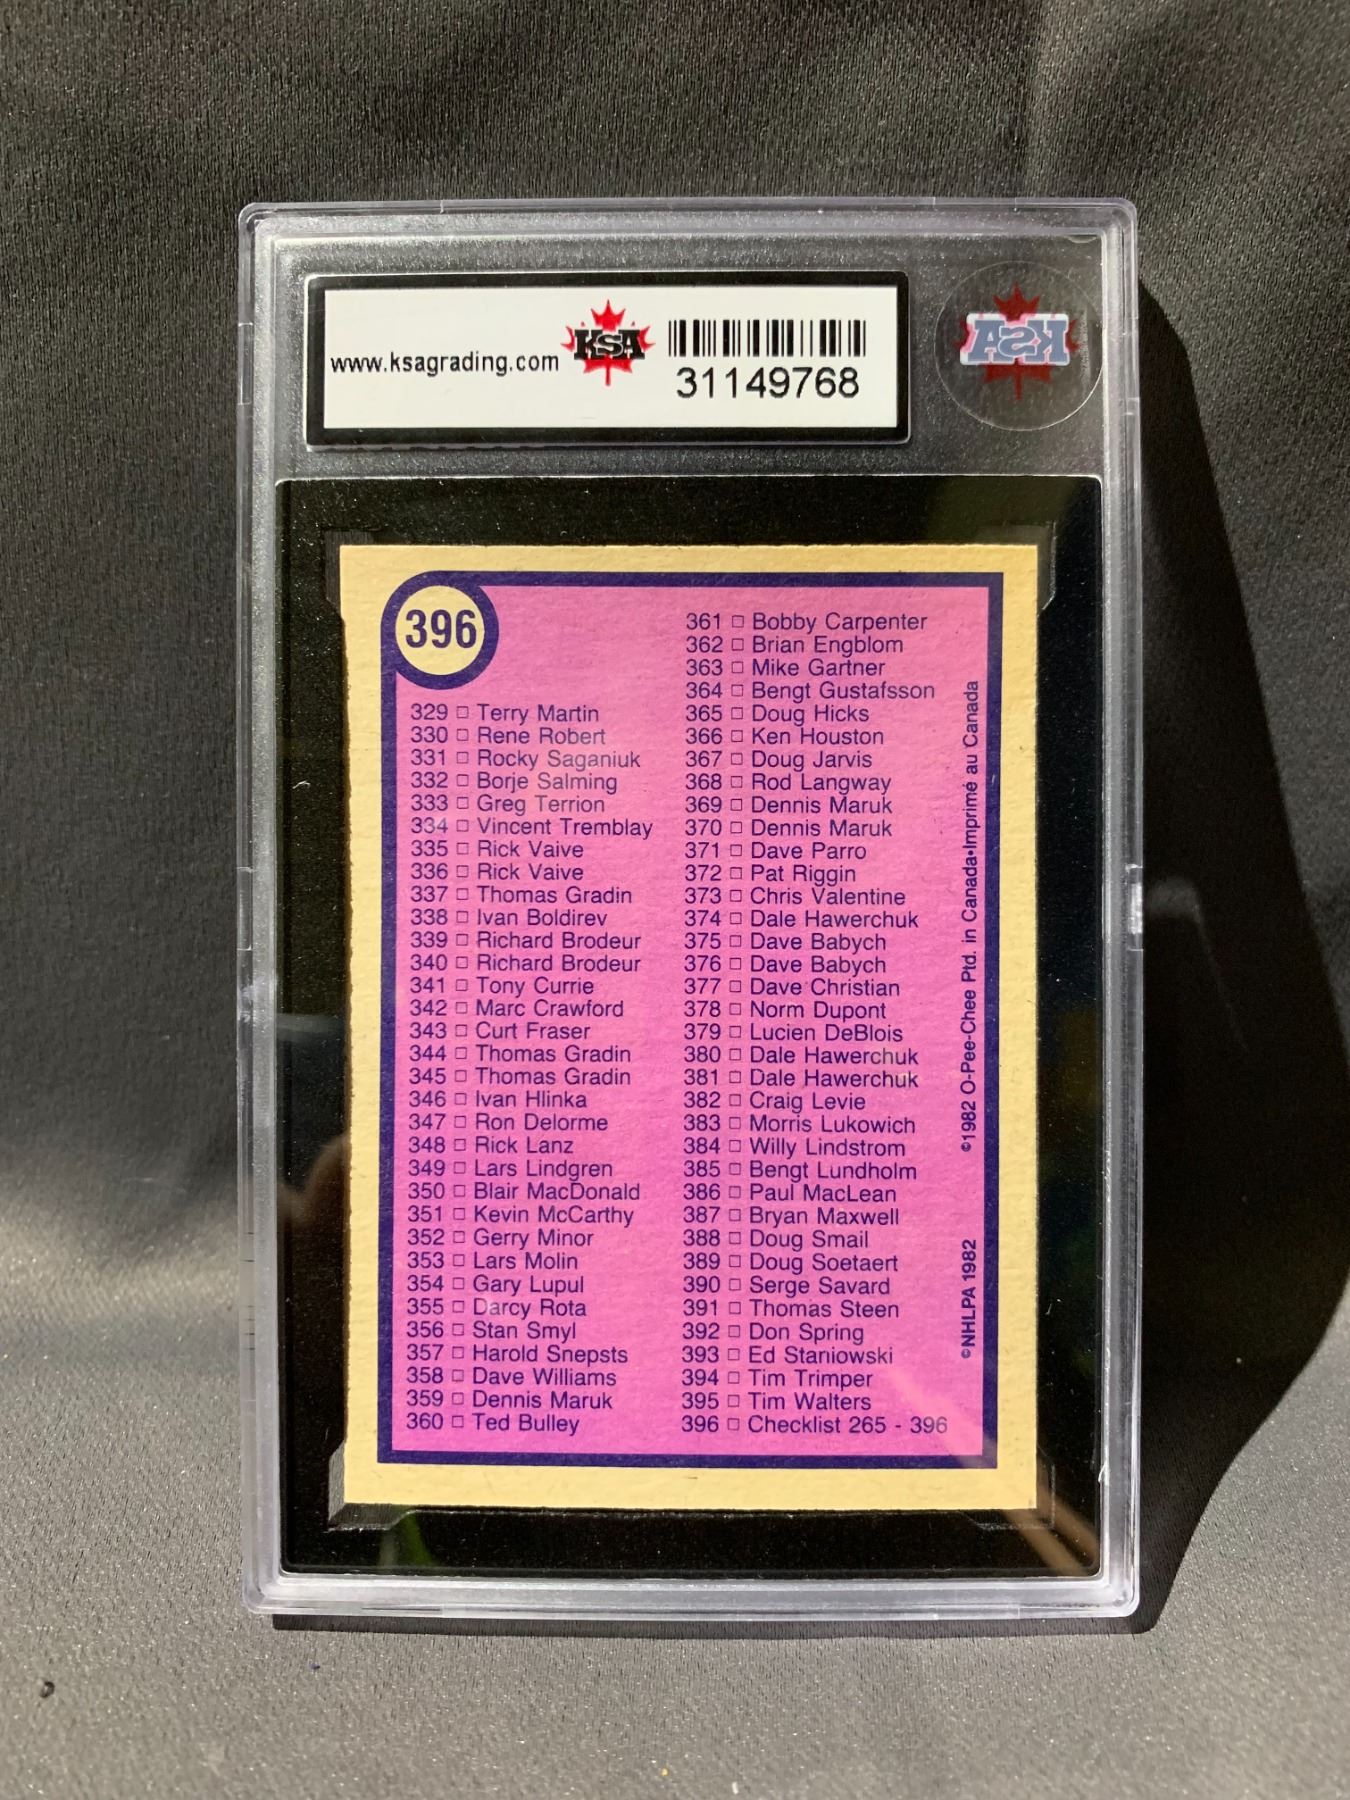 www.ksagrading.com
KSA
31149768
KSA
396
329 □ Terry Martin
330 □ Rene Robert
331 □ Rocky Saganiuk
332 □ Borje Salming
333 □ Greg Terrion
334 □ Vincent Tremblay
335 □ Rick Vaive
336 □ Rick Vaive
337 □ Thomas Gradin
338 □ Ivan Boldirev
339 □ Richard Brodeur
340 □ Richard Brodeur
341 □ Tony Currie
342 □ Marc Crawford
343 □ Curt Fraser
344 □ Thomas Gradin
345 □ Thomas Gradin
346 □ Ivan Hlinka
347 □ Ron Delorme
348 □ Rick Lanz
349 □ Lars Lindgren
350 □ Blair MacDonald
351 □ Kevin McCarthy
352 □ Gerry Minor
353 □ Lars Molin
354 □ Gary Lupul
355 □ Darcy Rota
356 □ Stan Smyl
357 □ Harold Snepsts
358 □ Dave Williams
359 □ Dennis Maruk
360 □ Ted Bulley
361 □ Bobby Carpenter
362 □ Brian Engblom
363 □ Mike Gartner
364 □ Bengt Gustafsson
365 □ Doug Hicks
366 □ Ken Houston
367 □ Doug Jarvis
368 □ Rod Langway
369 □ Dennis Maruk
370 □ Dennis Maruk
371 □ Dave Parro
372 □ Pat Riggin
373 □ Chris Valentine
374 □ Dale Hawerchuk
375 □ Dave Babych
376 □ Dave Babych
377 □ Dave Christian
378 □ Norm Dupont
379 □ Lucien DeBlois
380 □ Dale Hawerchuk
381 □ Dale Hawerchuk
382 □ Craig Levie
383 □ Morris Lukowich
384 □ Willy Lindstrom
385 □ Bengt Lundholm
386 □ Paul MacLean
387 □ Bryan Maxwell
388 □ Doug Smail
389 □ Doug Soetaert
390 □ Serge Savard
391 □ Thomas Steen
392 □ Don Spring
393 □ Ed Staniowski
394 □ Tim Trimper
395 □ Tim Walters
396 □ Checklist 265 - 396
©NHLPA 1982 ©1982 O-Pee-Chee Ptd. in Canada•Imprimé au Canada